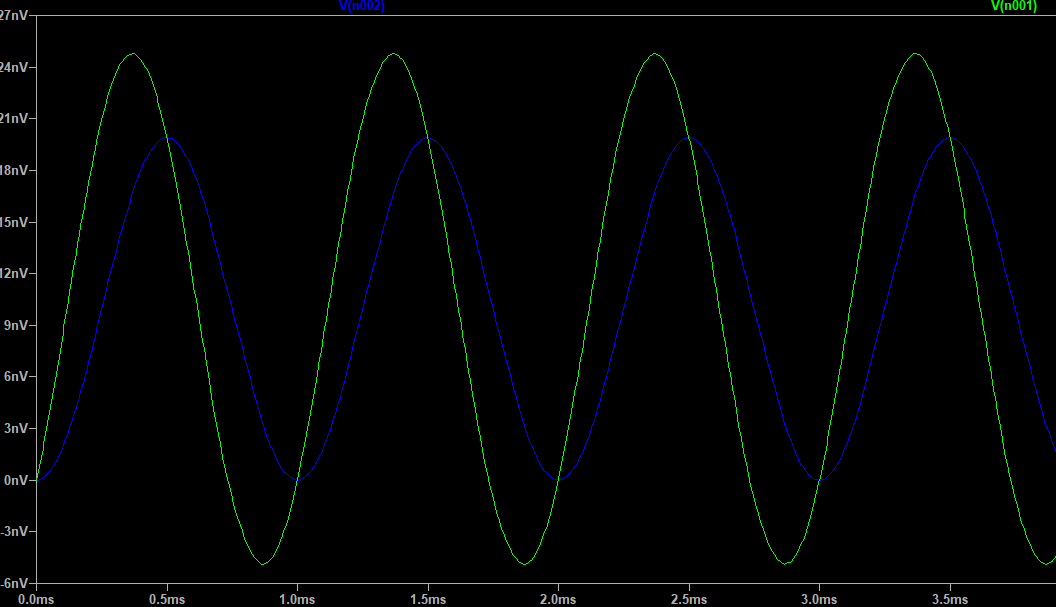 V(n002) V(n001)
27nV
24nV
21nV
18nV
15nV
12nV
9nV
6nV
3nV
0nV
-3nV
-6nV
0.0ms 0.5ms 1.0ms 1.5ms 2.0ms 2.5ms 3.0ms 3.5ms